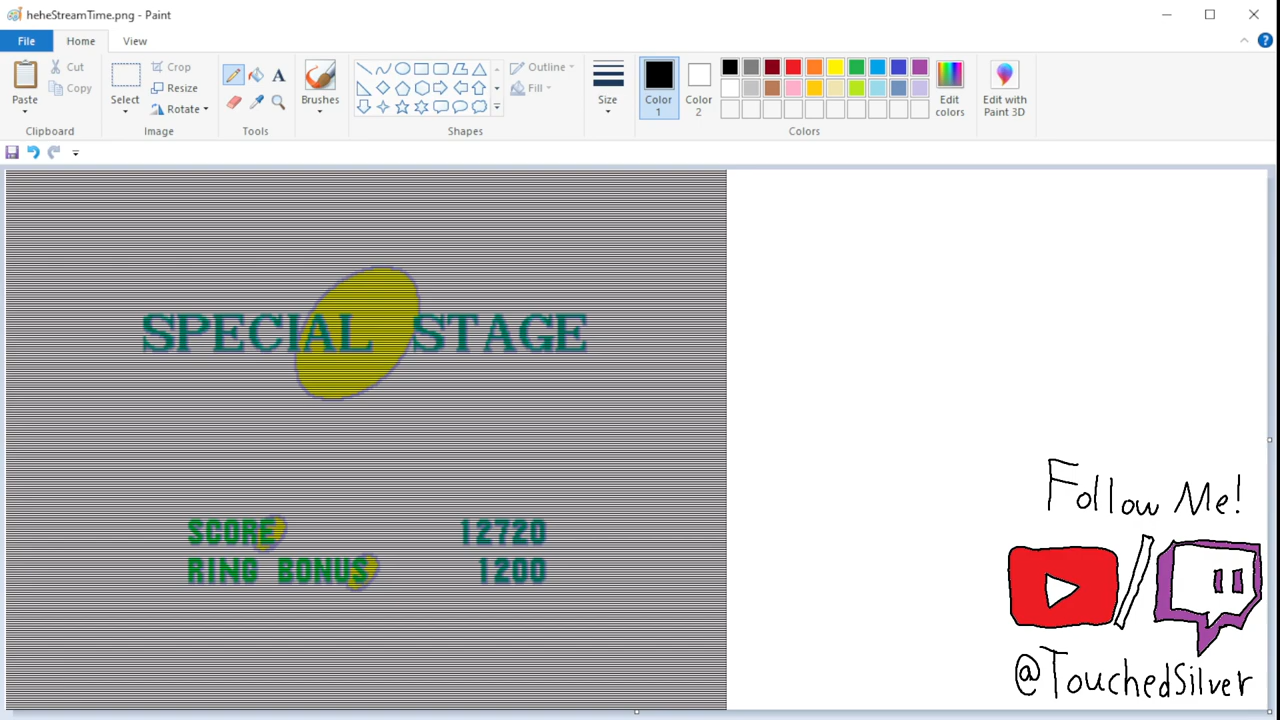 heheStreamTime.png - Paint
File Home View
Paste
Cut
Copy
Clipboard
Select
Crop
Resize
Rotate
Image
A
Tools
Brushes
Shapes
Outline
Fill
Size
Color 1
Color 2
Edit colors
Edit with Paint 3D
Colors
SPECIAL STAGE
SCORE 12720
RING BONUS 1200
Follow Me!
@TouchedSilver